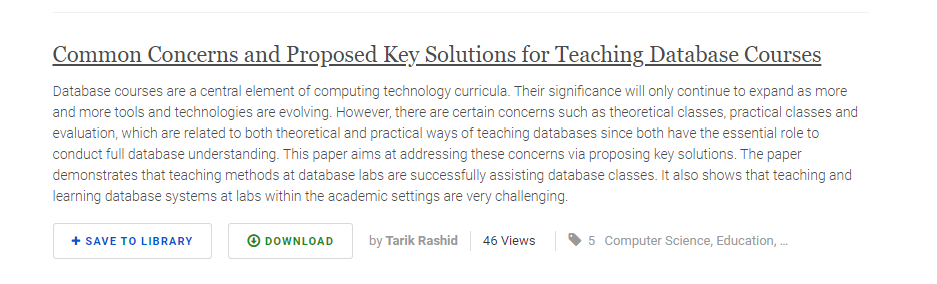 Common Concerns and Proposed Key Solutions for Teaching Database Courses
Database courses are a central element of computing technology curricula. Their significance will only continue to expand as more
and more tools and technologies are evolving. However, there are certain concerns such as theoretical classes, practical classes and
evaluation, which are related to both theoretical and practical ways of teaching databases since both have the essential role to
conduct full database understanding. This paper aims at addressing these concerns via proposing key solutions. The paper
demonstrates that teaching methods at database labs are successfully assisting database classes. It also shows that teaching and
learning database systems at labs within the academic settings are very challenging.
+ SAVE TO LIBRARY DOWNLOAD by Tarik Rashid 46 Views 5 Computer Science, Education, ...